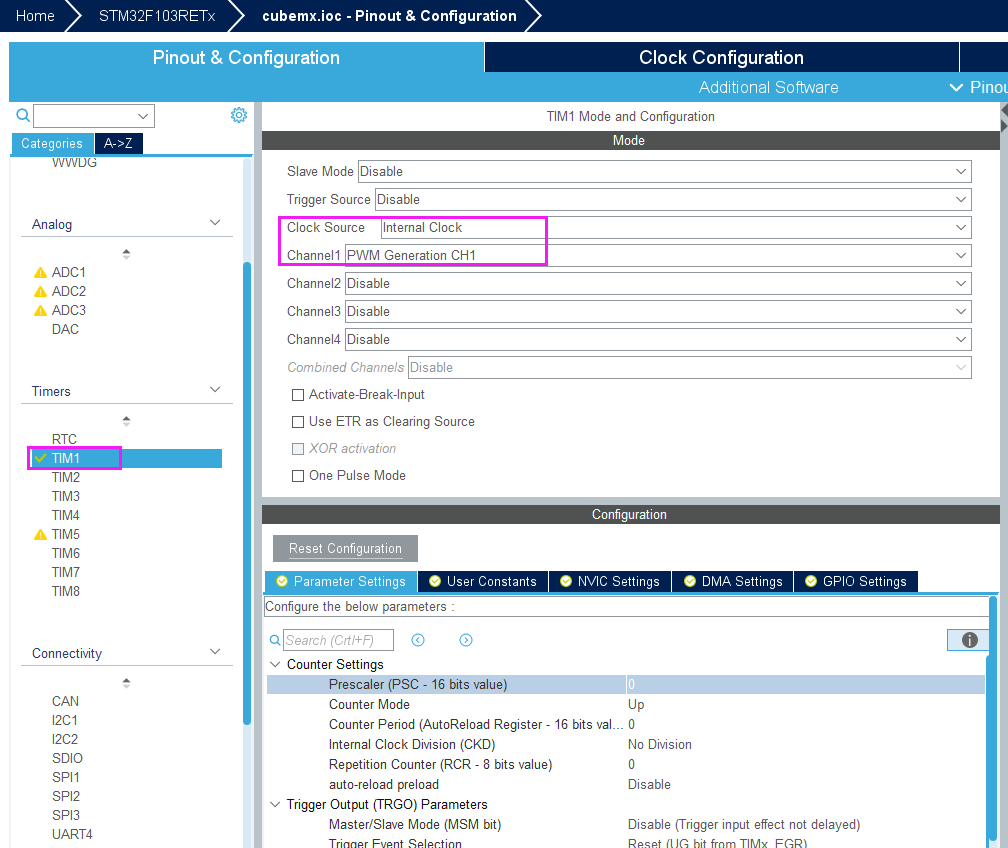 Home STM32F103RETx cubemx.ioc - Pinout & Configuration
Pinout & Configuration Clock Configuration
Additional Software
Categories A->Z
WWDG
Analog
ADC1
ADC2
ADC3
DAC
Timers
RTC
TIM1
TIM2
TIM3
TIM4
TIM5
TIM6
TIM7
TIM8
Connectivity
CAN
I2C1
I2C2
SDIO
SPI1
SPI2
SPI3
UART4
TIM1 Mode and Configuration
Mode
Slave Mode Disable
Trigger Source Disable
Clock Source Internal Clock
Channel1 PWM Generation CH1
Channel2 Disable
Channel3 Disable
Channel4 Disable
Combined Channels Disable
Activate-Break-Input
Use ETR as Clearing Source
XOR activation
One Pulse Mode
Configuration
Reset Configuration
Parameter Settings User Constants NVIC Settings DMA Settings GPIO Settings
Configure the below parameters :
Search (Crtl+F)
Counter Settings
Prescaler (PSC - 16 bits value) 0
Counter Mode Up
Counter Period (AutoReload Register - 16 bits val... 0
Internal Clock Division (CKD) No Division
Repetition Counter (RCR - 8 bits value) 0
auto-reload preload Disable
Trigger Output (TRGO) Parameters
Master/Slave Mode (MSM bit) Disable (Trigger input effect not delayed)
Trigger Event Selection Reset (UG bit from TIMx_EGR)